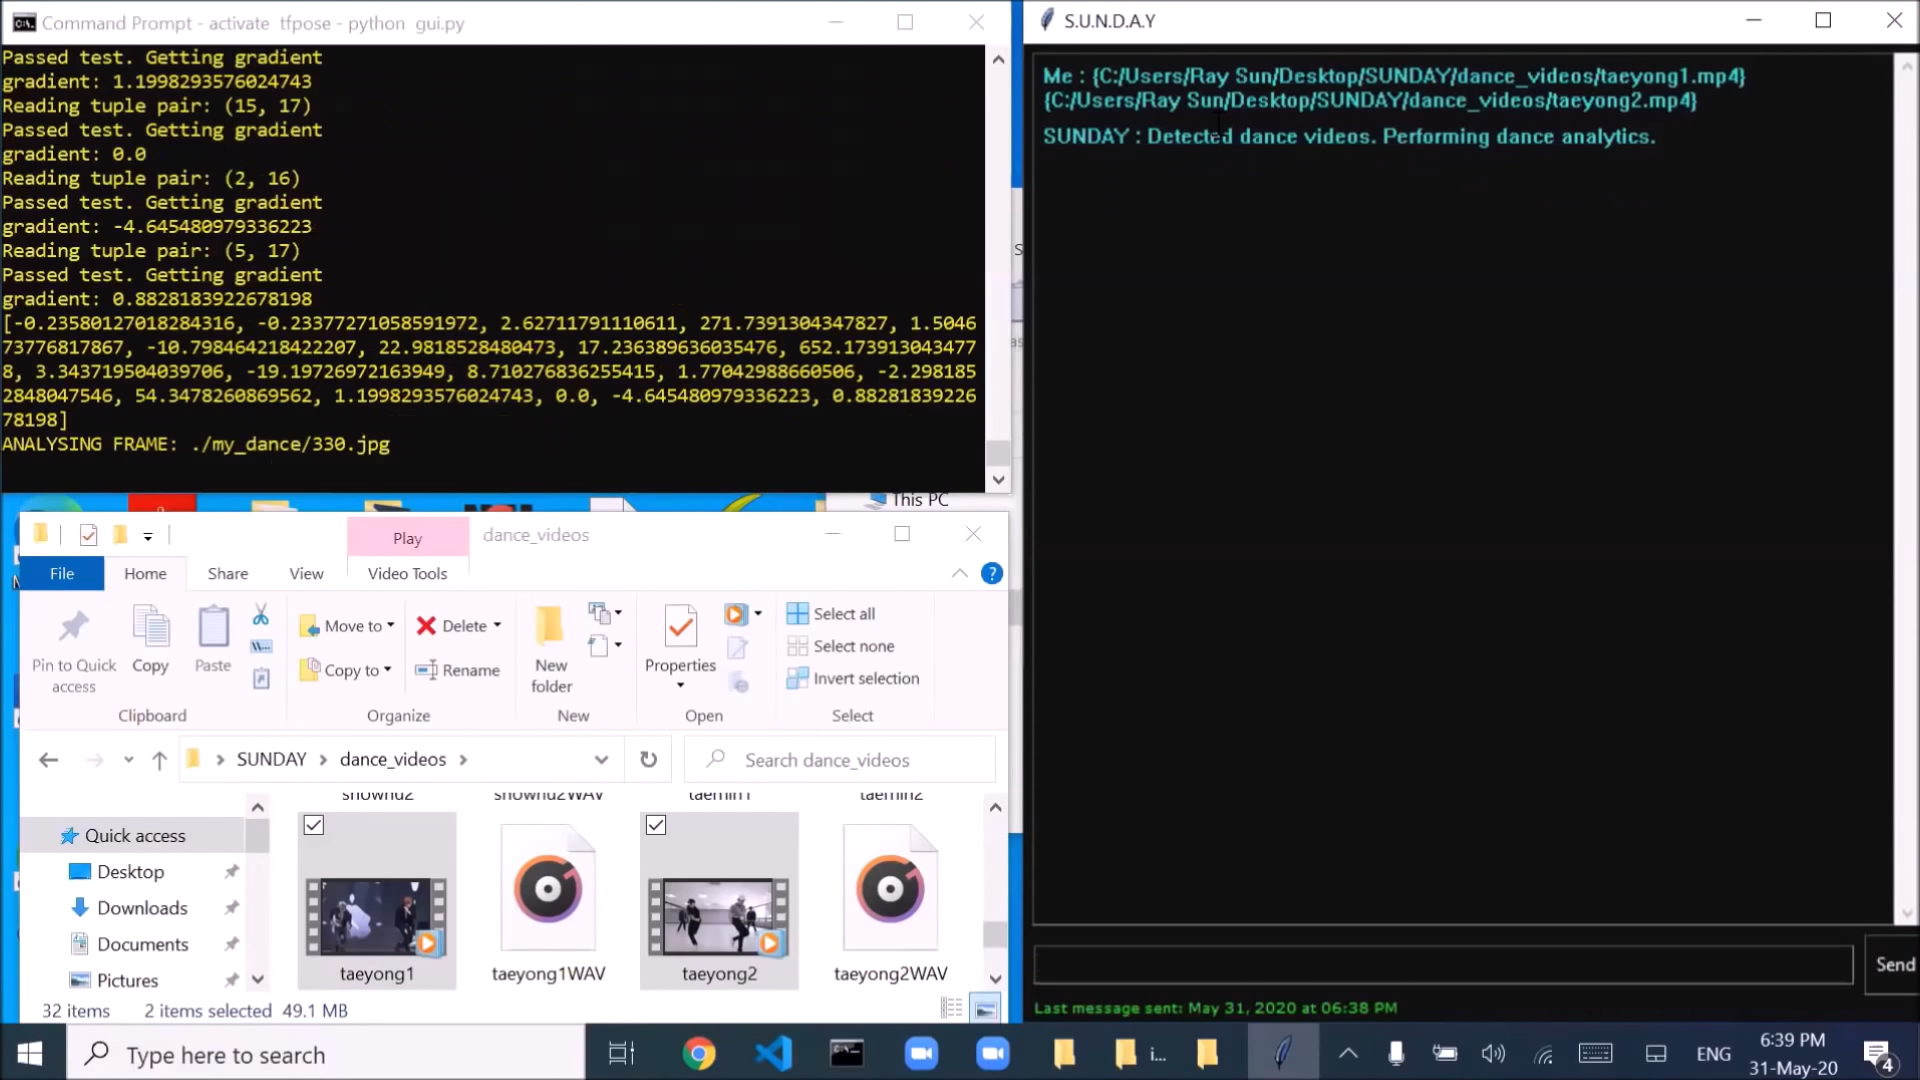 Command Prompt - activate  tfpose - python  gui.py
Passed test. Getting gradient
gradient: 1.1998293576024743
Reading tuple pair: (15, 17)
Passed test. Getting gradient
gradient: 0.0
Reading tuple pair: (2, 16)
Passed test. Getting gradient
gradient: -4.645480979336223
Reading tuple pair: (5, 17)
Passed test. Getting gradient
gradient: 0.8828183922678198
[-0.23580127018284316, -0.23377271058591972, 2.62711791110611, 271.7391304347827, 1.5046
73776817867, -10.798464218422207, 22.9818528480473, 17.236389636035476, 652.173913043477
8, 3.343719504039706, -19.19726972163949, 8.710276836255415, 1.77042988660506, -2.298185
2848047546, 54.3478260869562, 1.1998293576024743, 0.0, -4.645480979336223, 0.88281839226
78198]
ANALYSING FRAME: ./my_dance/330.jpg
This PC
S.U.N.D.A.Y
Me : {C:/Users/Ray Sun/Desktop/SUNDAY/dance_videos/taeyong1.mp4}
{C:/Users/Ray Sun/Desktop/SUNDAY/dance_videos/taeyong2.mp4}
SUNDAY : Detected dance videos. Performing dance analytics.
Send
Last message sent: May 31, 2020 at 06:38 PM
Play
dance_videos
File
Home
Share
View
Video Tools
Pin to Quick
access
Copy
Paste
Clipboard
Move to
Copy to
Delete
Rename
Organize
New
folder
New
Properties
Open
Select all
Select none
Invert selection
Select
SUNDAY
dance_videos
Search dance_videos
shownu2
shownu2WAV
taemin1
taemin2
Quick access
Desktop
Downloads
Documents
Pictures
taeyong1
taeyong1WAV
taeyong2
taeyong2WAV
32 items
2 items selected
49.1 MB
Type here to search
i...
ENG
6:39 PM
31-May-20
4